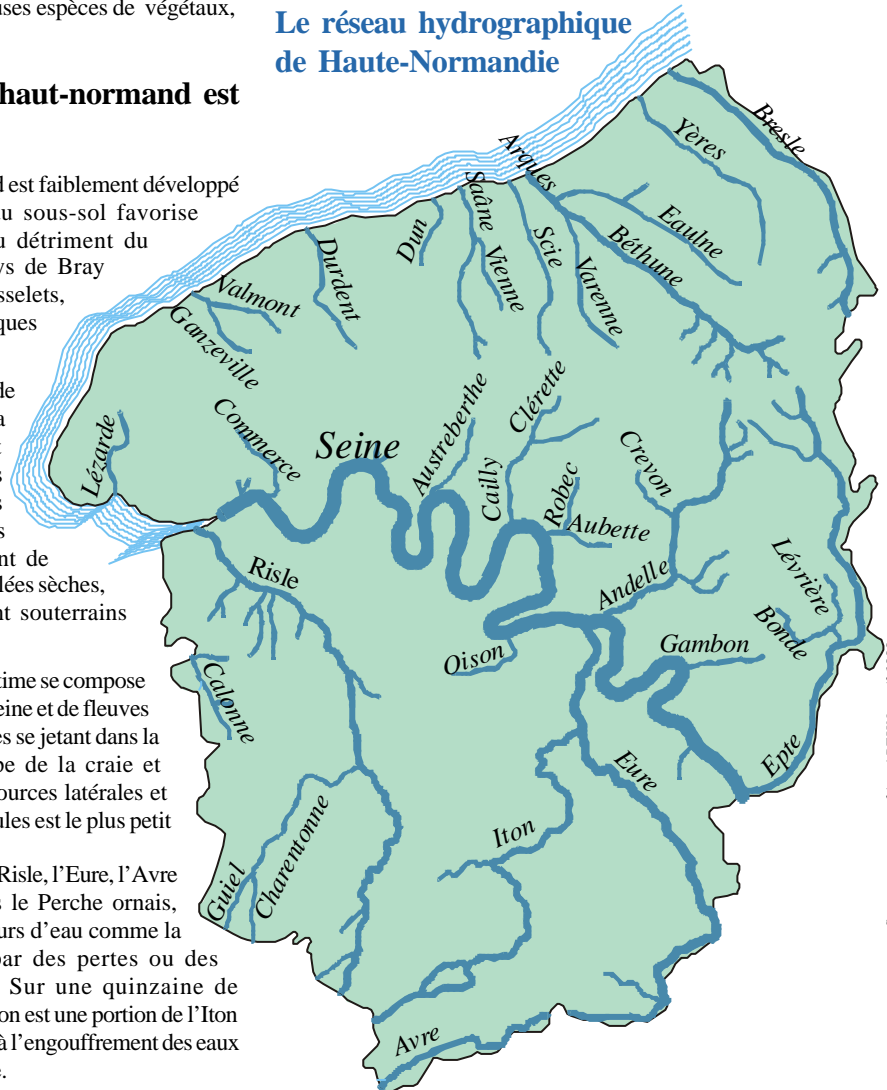 uses espèces de végétaux,
haut-normand est
d est faiblement développé
u sous-sol favorise
u détriment du
ys de Bray
sselets,
ques
de
a
t
s
s
s
nt de
lées sèches,
nt souterrains
time se compose
eine et de fleuves
es se jetant dans la
pe de la craie et
ources latérales et
ules est le plus petit
Risle, l'Eure, l'Avre
s le Perche ornais,
urs d'eau comme la
par des pertes ou des
Sur une quinzaine de
on est une portion de l'Iton
à l'engouffrement des eaux
e.
Le réseau hydrographique
de Haute-Normandie
Bresle
Yères
Arques
Eaulne
Béthune
Varenne
Scie
Saâne
Vienne
Dun
Durdent
Valmont
Ganzeville
Lézarde
Commerce
Seine
Austreberthe
Clérette
Cailly
Robec
Aubette
Crevon
Andelle
Lévrière
Bonde
Gambon
Epte
Oison
Risle
Calonne
Eure
Iton
Charentonne
Guiel
Avre